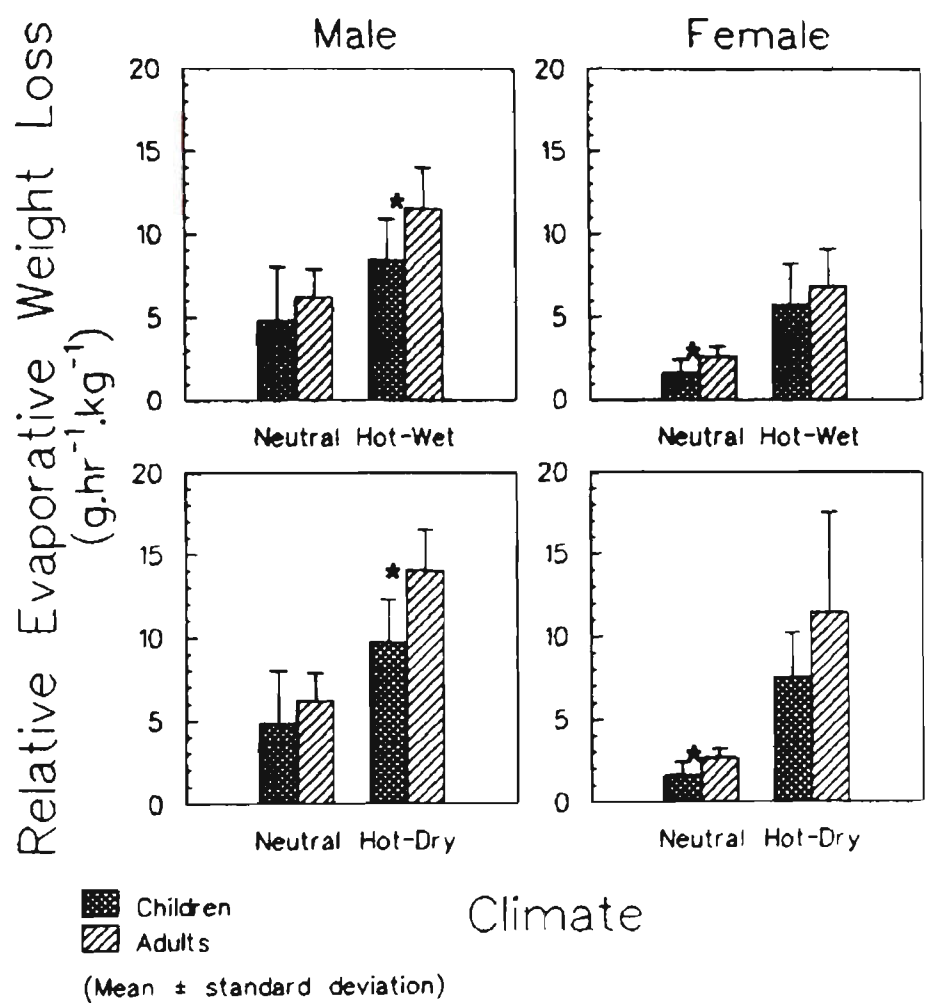 Male
Female
Relative Evaporative Weight Loss
(g.hr⁻¹.kg⁻¹)
20
15
10
5
0
Neutral Hot-Wet
20
15
10
5
0
Neutral Hot-Wet
20
15
10
5
0
Neutral Hot-Dry
20
15
10
5
0
Neutral Hot-Dry
Climate
Children
Adults
(Mean ± standard deviation)